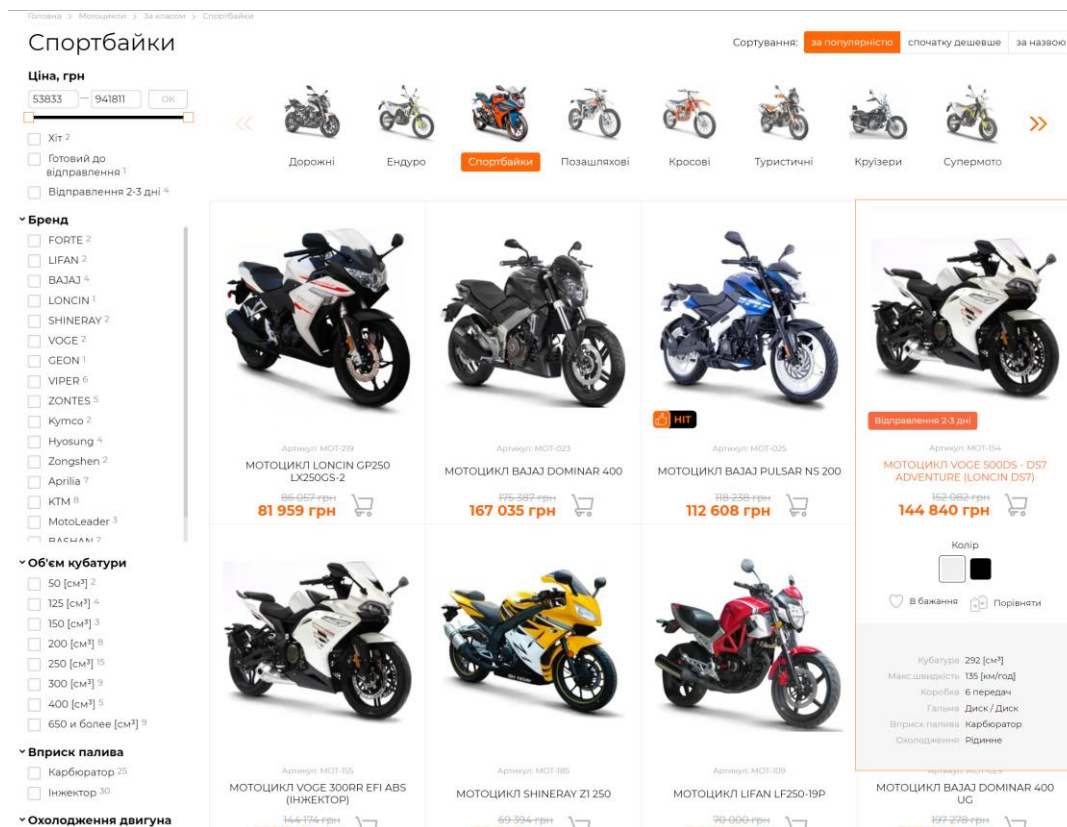 Головна > Мотоцикли > За класом > Спортбайки
Спортбайки
Сортування: за популярністю спочатку дешевше за назвою
Ціна, грн
53833 — 941811 ОК
Хіт 2
Готовий до
відправлення 1
Відправлення 2-3 дні 4
Дорожні Ендуро Спортбайки Позашляхові Кросові Туристичні Круїзери Супермото
Бренд
FORTE 2
LIFAN 2
BAJAJ 4
LONCIN 1
SHINERAY 2
VOGE 2
GEON 1
VIPER 6
ZONTES 5
Kymco 2
Hyosung 4
Zongshen 2
Aprilia 7
KTM 8
MotoLeader 3
BASHAN 2
Об'єм кубатури
50 [см³] 2
125 [см³] 4
150 [см³] 3
200 [см³] 8
250 [см³] 15
300 [см³] 9
400 [см³] 5
650 и более [см³] 9
Вприск палива
Карбюратор 25
Інжектор 30
Охолодження двигуна
Артикул: МОТ-219
МОТОЦИКЛ LONCIN GP250
LX250GS-2
86 057 грн
81 959 грн
Артикул: МОТ-023
МОТОЦИКЛ BAJAJ DOMINAR 400
175 387 грн
167 035 грн
HIT
Артикул: МОТ-025
МОТОЦИКЛ BAJAJ PULSAR NS 200
118 238 грн
112 608 грн
Відправлення 2-3 дні
Артикул: МОТ-154
МОТОЦИКЛ VOGE 500DS - DS7
ADVENTURE (LONCIN DS7)
152 082 грн
144 840 грн
Колір
В бажання Порівняти
Кубатура 292 [см³]
Макс.швидкість 135 [км/год]
Коробка 6 передач
Гальма Диск / Диск
Вприск палива Карбюратор
Охолодження Рідинне
Артикул: МОТ-155
МОТОЦИКЛ VOGE 300RR EFI ABS
(ІНЖЕКТОР)
144 174 грн
Артикул: МОТ-185
МОТОЦИКЛ SHINERAY Z1 250
69 394 грн
Артикул: МОТ-109
МОТОЦИКЛ LIFAN LF250-19P
70 000 грн
МОТОЦИКЛ BAJAJ DOMINAR 400
UG
197 278 грн